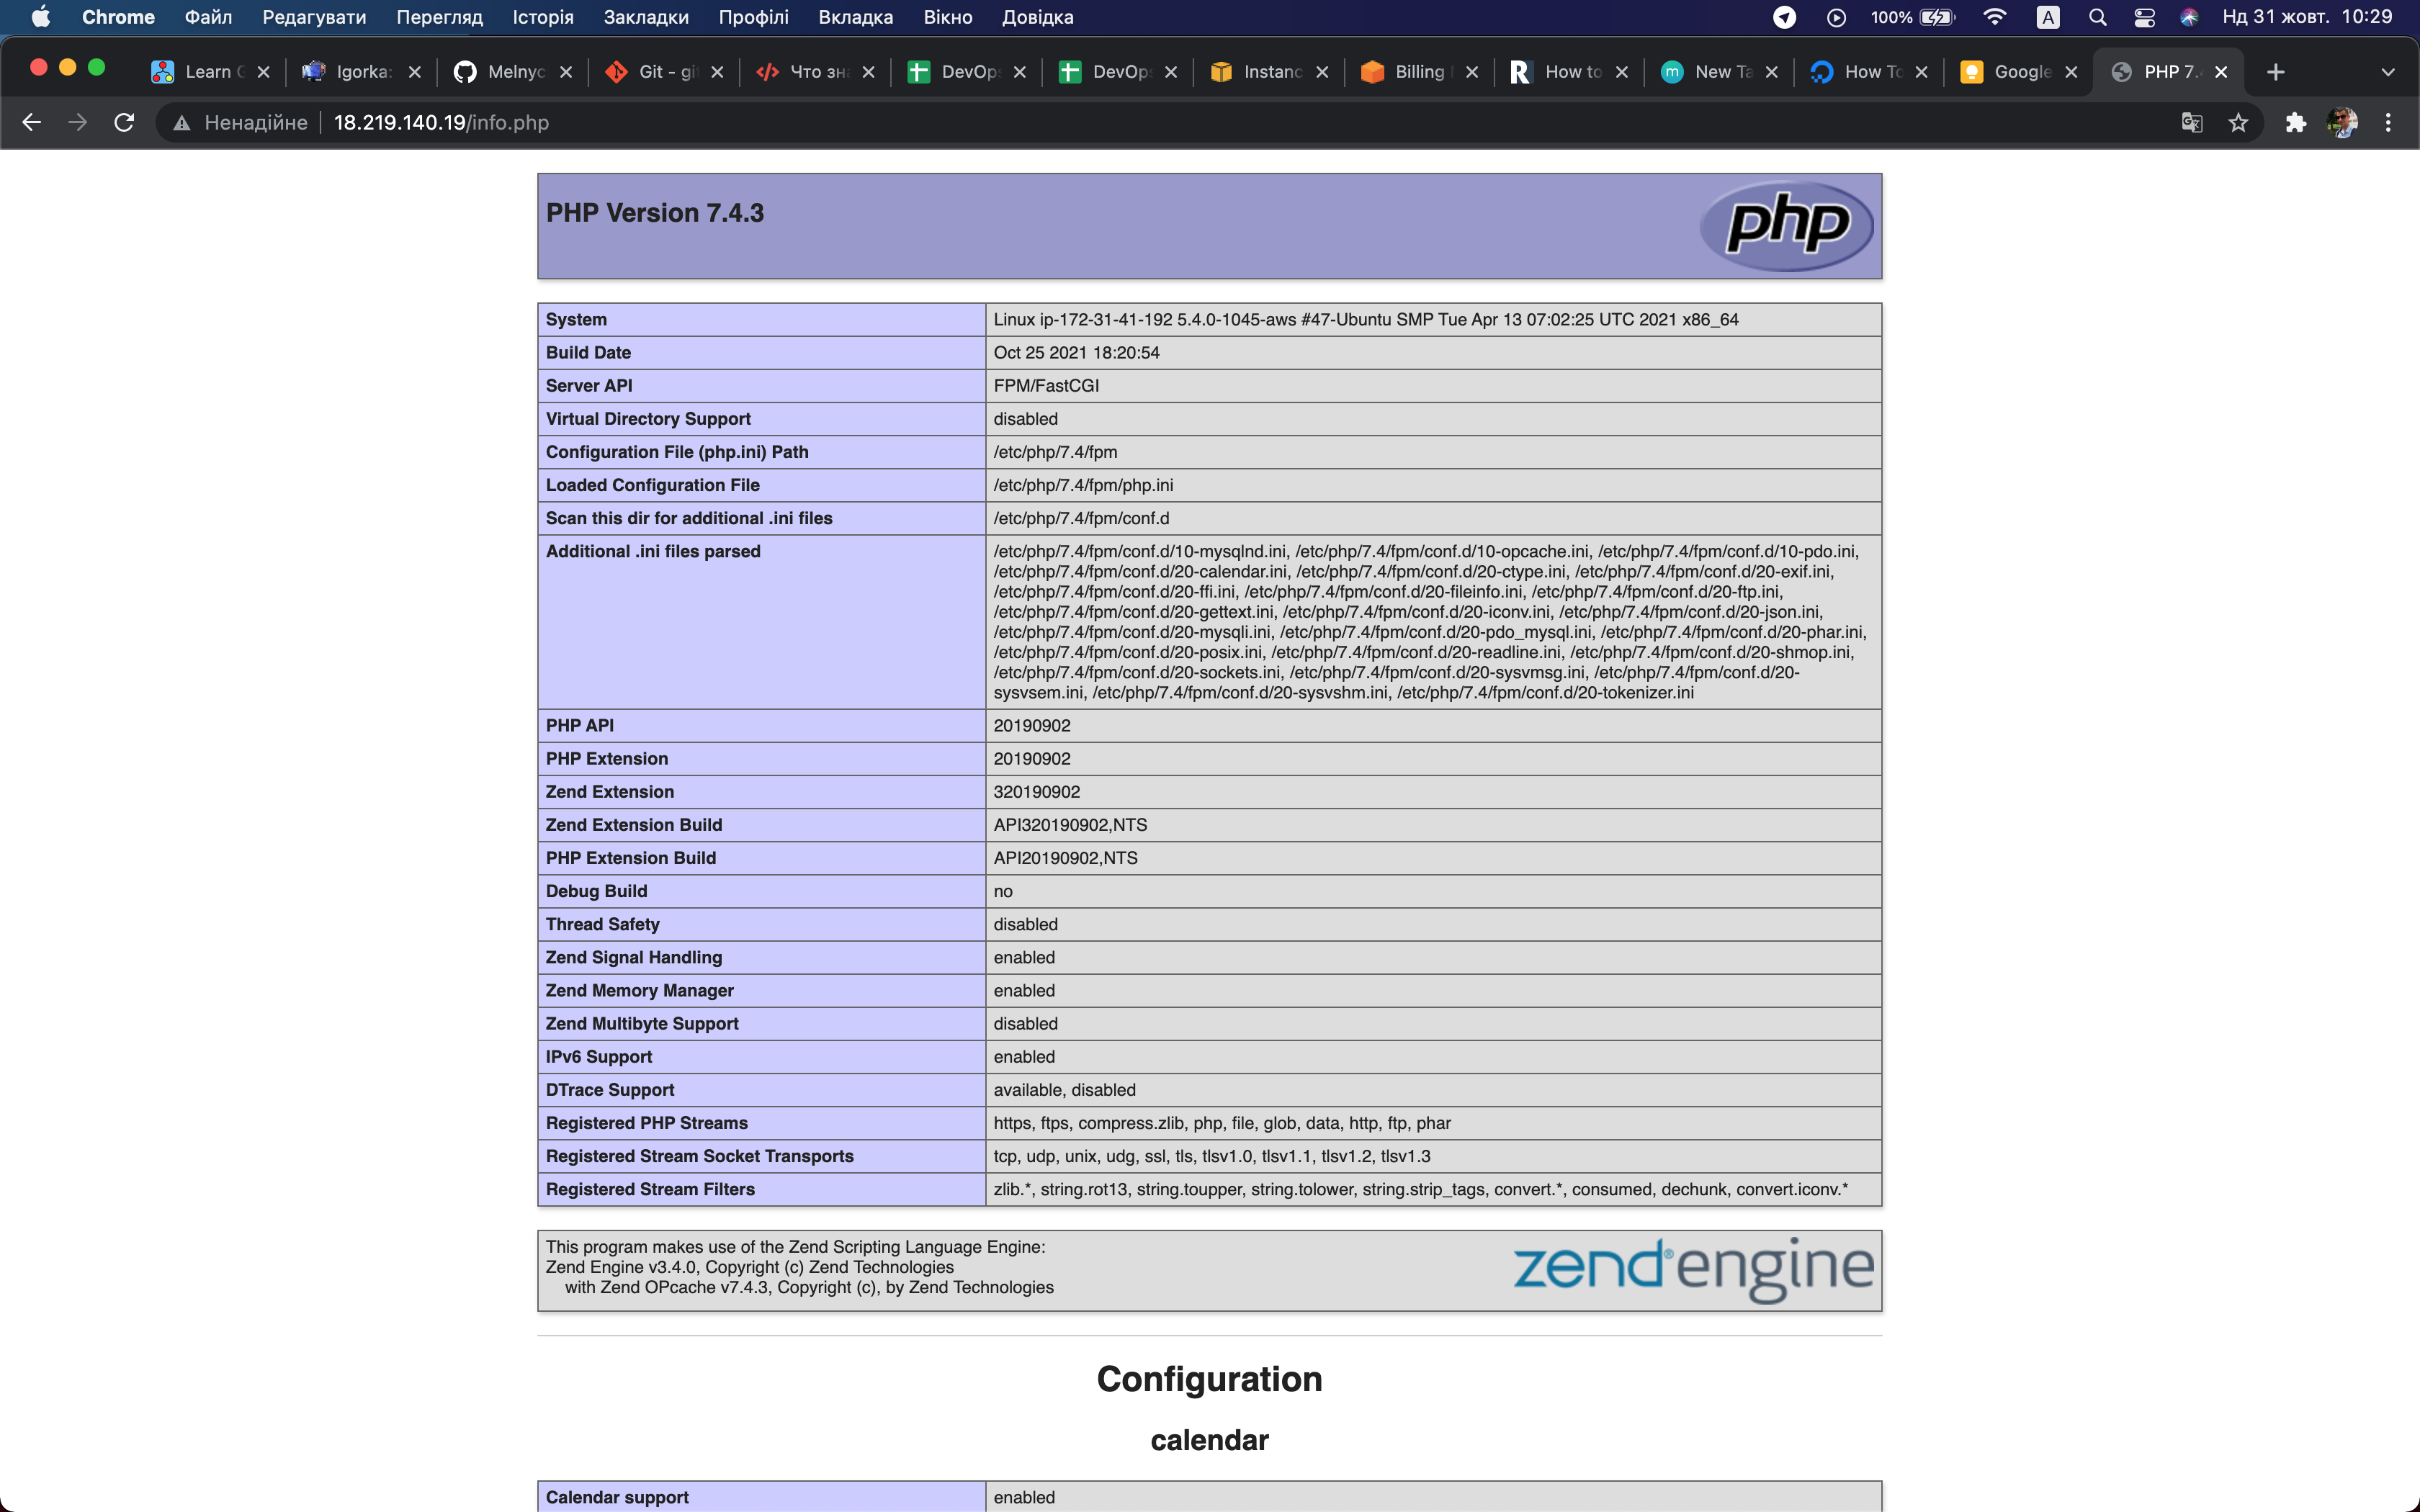 Chrome Файл Редагувати Перегляд Історія Закладки Профілі Вкладка Вікно Довідка 100% A Нд 31 жовт. 10:29
Learn Igorka: Melnyc Git - gi Что зн DevOp DevOp Instanc Billing How to New Ta How To Google PHP 7.
Ненадійне 18.219.140.19/info.php
PHP Version 7.4.3
php
System Linux ip-172-31-41-192 5.4.0-1045-aws #47-Ubuntu SMP Tue Apr 13 07:02:25 UTC 2021 x86_64
Build Date Oct 25 2021 18:20:54
Server API FPM/FastCGI
Virtual Directory Support disabled
Configuration File (php.ini) Path /etc/php/7.4/fpm
Loaded Configuration File /etc/php/7.4/fpm/php.ini
Scan this dir for additional .ini files /etc/php/7.4/fpm/conf.d
Additional .ini files parsed /etc/php/7.4/fpm/conf.d/10-mysqlnd.ini, /etc/php/7.4/fpm/conf.d/10-opcache.ini, /etc/php/7.4/fpm/conf.d/10-pdo.ini,
/etc/php/7.4/fpm/conf.d/20-calendar.ini, /etc/php/7.4/fpm/conf.d/20-ctype.ini, /etc/php/7.4/fpm/conf.d/20-exif.ini,
/etc/php/7.4/fpm/conf.d/20-ffi.ini, /etc/php/7.4/fpm/conf.d/20-fileinfo.ini, /etc/php/7.4/fpm/conf.d/20-ftp.ini,
/etc/php/7.4/fpm/conf.d/20-gettext.ini, /etc/php/7.4/fpm/conf.d/20-iconv.ini, /etc/php/7.4/fpm/conf.d/20-json.ini,
/etc/php/7.4/fpm/conf.d/20-mysqli.ini, /etc/php/7.4/fpm/conf.d/20-pdo_mysql.ini, /etc/php/7.4/fpm/conf.d/20-phar.ini,
/etc/php/7.4/fpm/conf.d/20-posix.ini, /etc/php/7.4/fpm/conf.d/20-readline.ini, /etc/php/7.4/fpm/conf.d/20-shmop.ini,
/etc/php/7.4/fpm/conf.d/20-sockets.ini, /etc/php/7.4/fpm/conf.d/20-sysvmsg.ini, /etc/php/7.4/fpm/conf.d/20-
sysvsem.ini, /etc/php/7.4/fpm/conf.d/20-sysvshm.ini, /etc/php/7.4/fpm/conf.d/20-tokenizer.ini
PHP API 20190902
PHP Extension 20190902
Zend Extension 320190902
Zend Extension Build API320190902,NTS
PHP Extension Build API20190902,NTS
Debug Build no
Thread Safety disabled
Zend Signal Handling enabled
Zend Memory Manager enabled
Zend Multibyte Support disabled
IPv6 Support enabled
DTrace Support available, disabled
Registered PHP Streams https, ftps, compress.zlib, php, file, glob, data, http, ftp, phar
Registered Stream Socket Transports tcp, udp, unix, udg, ssl, tls, tlsv1.0, tlsv1.1, tlsv1.2, tlsv1.3
Registered Stream Filters zlib.*, string.rot13, string.toupper, string.tolower, string.strip_tags, convert.*, consumed, dechunk, convert.iconv.*
This program makes use of the Zend Scripting Language Engine:
Zend Engine v3.4.0, Copyright (c) Zend Technologies
with Zend OPcache v7.4.3, Copyright (c), by Zend Technologies
zend® engine
Configuration
calendar
Calendar support enabled